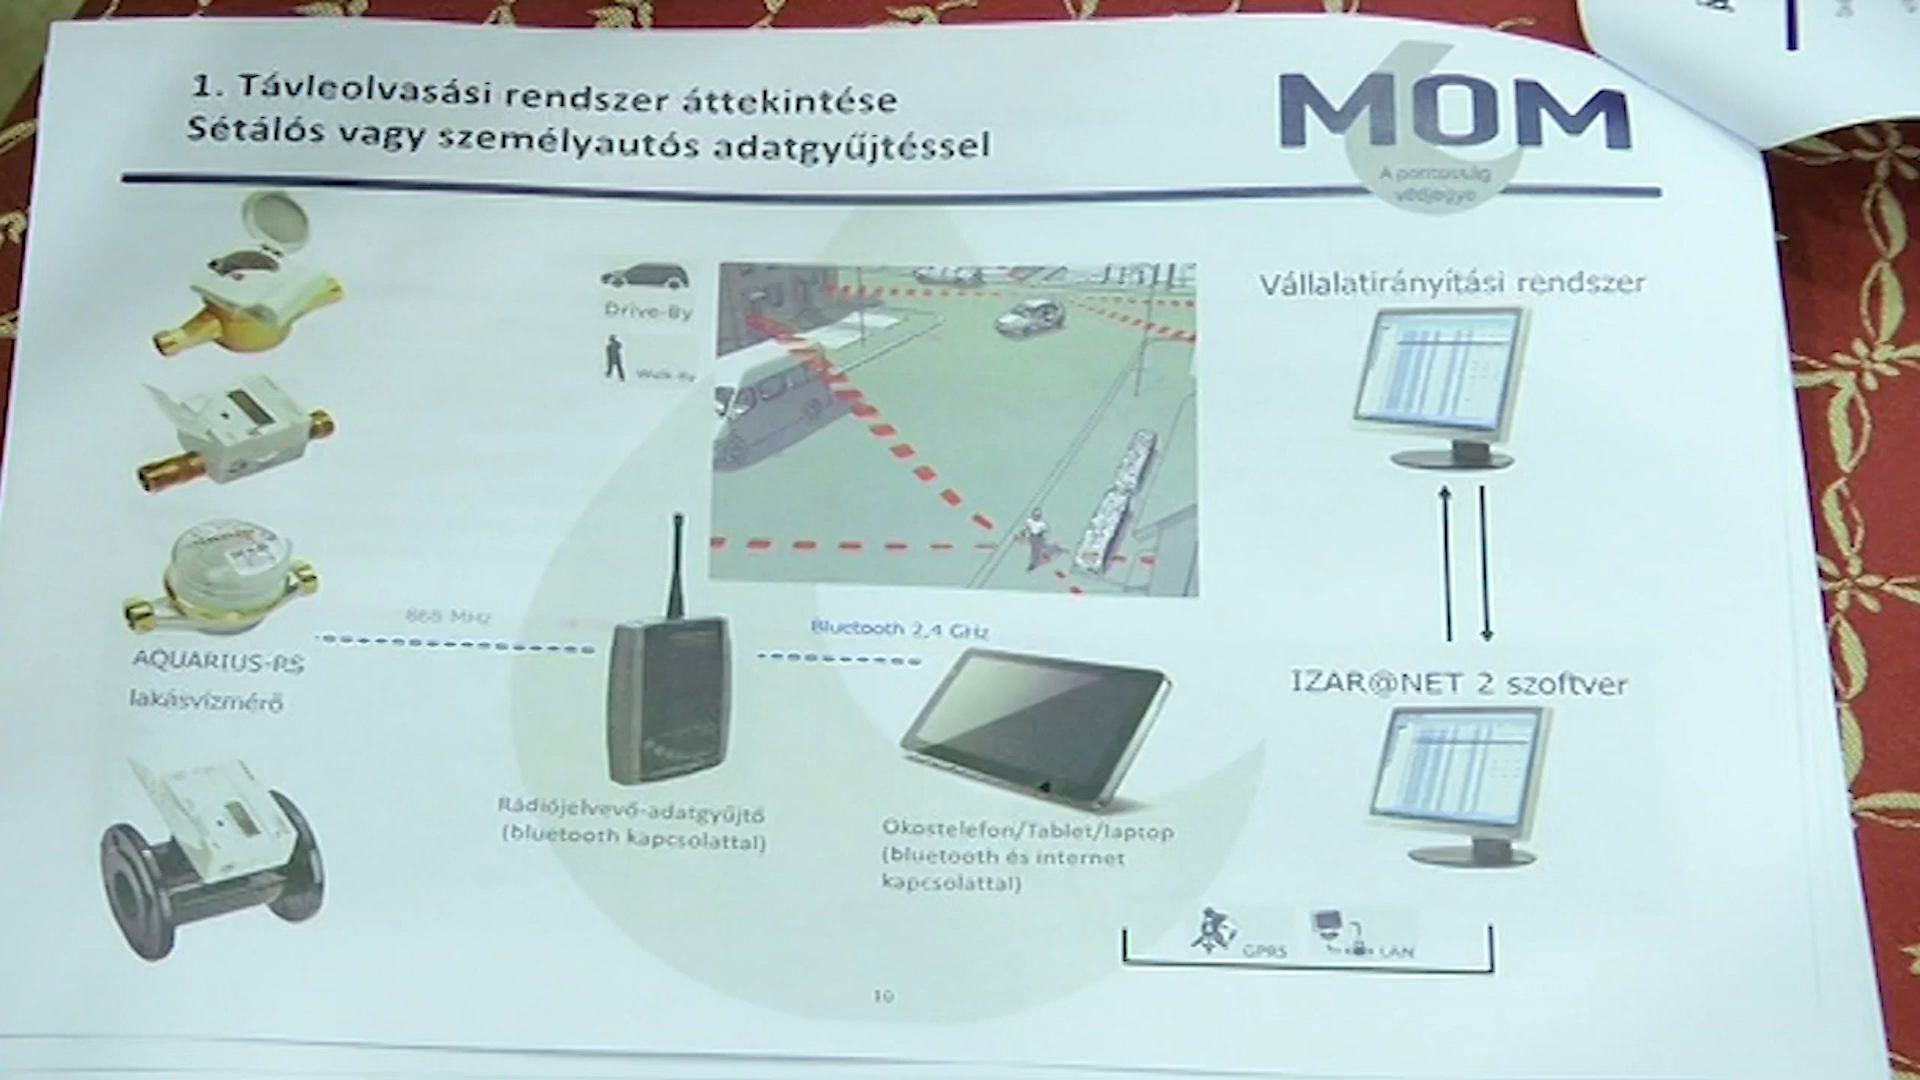 1. Távleolvasási rendszer áttekintése
Sétálós vagy személyautós adatgyűjtéssel
MOM
A pontosság
védjegye
Drive-By
Walk-By
Vállalatirányítási rendszer
868 MHz
Bluetooth 2,4 GHz
AQUARIUS-RS
lakásvízmérő
IZAR@NET 2 szoftver
Rádiójelvevő-adatgyűjtő
(bluetooth kapcsolattal)
Okostelefon/Tablet/laptop
(bluetooth és internet
kapcsolattal)
GPRS
LAN
10